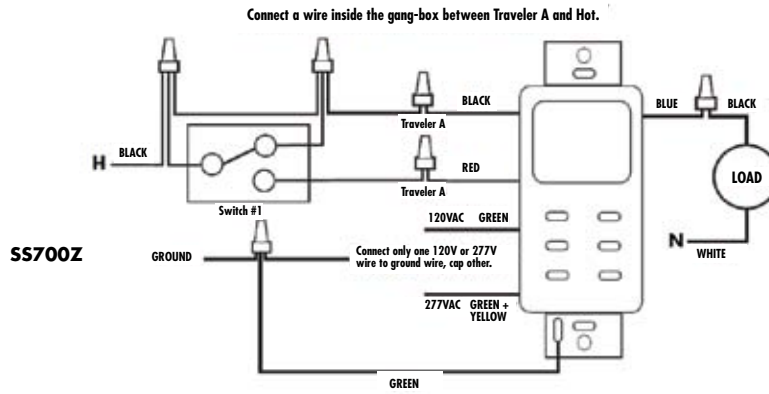 Connect a wire inside the gang-box between Traveler A and Hot.
BLACK
BLUE
BLACK
Traveler A
H
BLACK
RED
LOAD
Traveler A
Switch #1
120VAC GREEN
N
WHITE
SS700Z
GROUND
Connect only one 120V or 277V
wire to ground wire, cap other.
277VAC GREEN +
YELLOW
GREEN